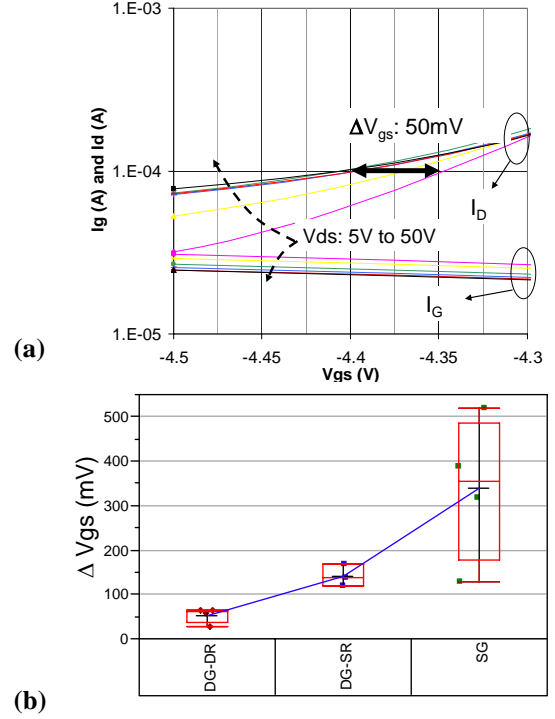 1.E-03
1.E-04
1.E-05
Ig (A) and Id (A)
ΔVgs: 50mV
ID
Vds: 5V to 50V
IG
-4.5
-4.45
-4.4
-4.35
-4.3
Vgs (V)
(a)
500
400
300
200
100
0
Δ Vgs (mV)
DG-DR
DG-SR
SG
(b)